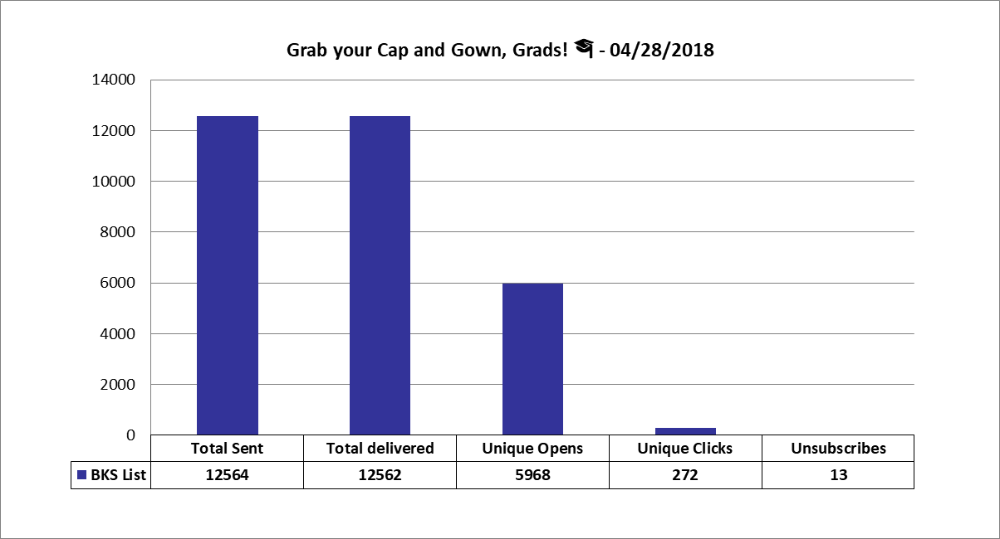 Grab your Cap and Gown, Grads! - 04/28/2018
14000
12000
10000
8000
6000
4000
2000
0
Total Sent Total delivered Unique Opens Unique Clicks Unsubscribes
BKS List 12564 12562 5968 272 13